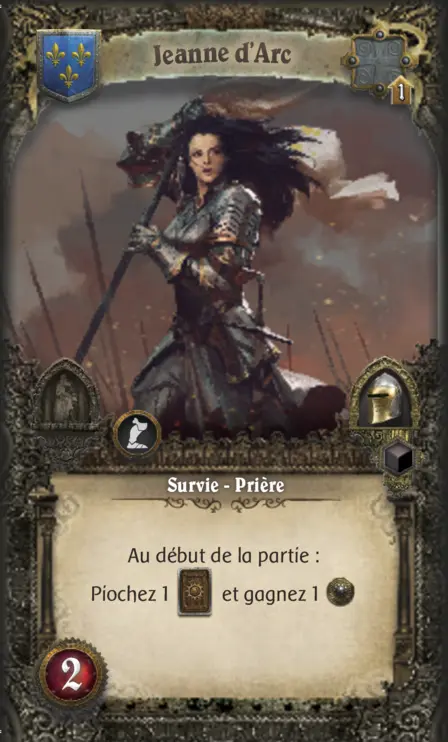 Jeanne d'Arc
1
Survie - Prière
Au début de la partie :
Piochez 1 et gagnez 1
2